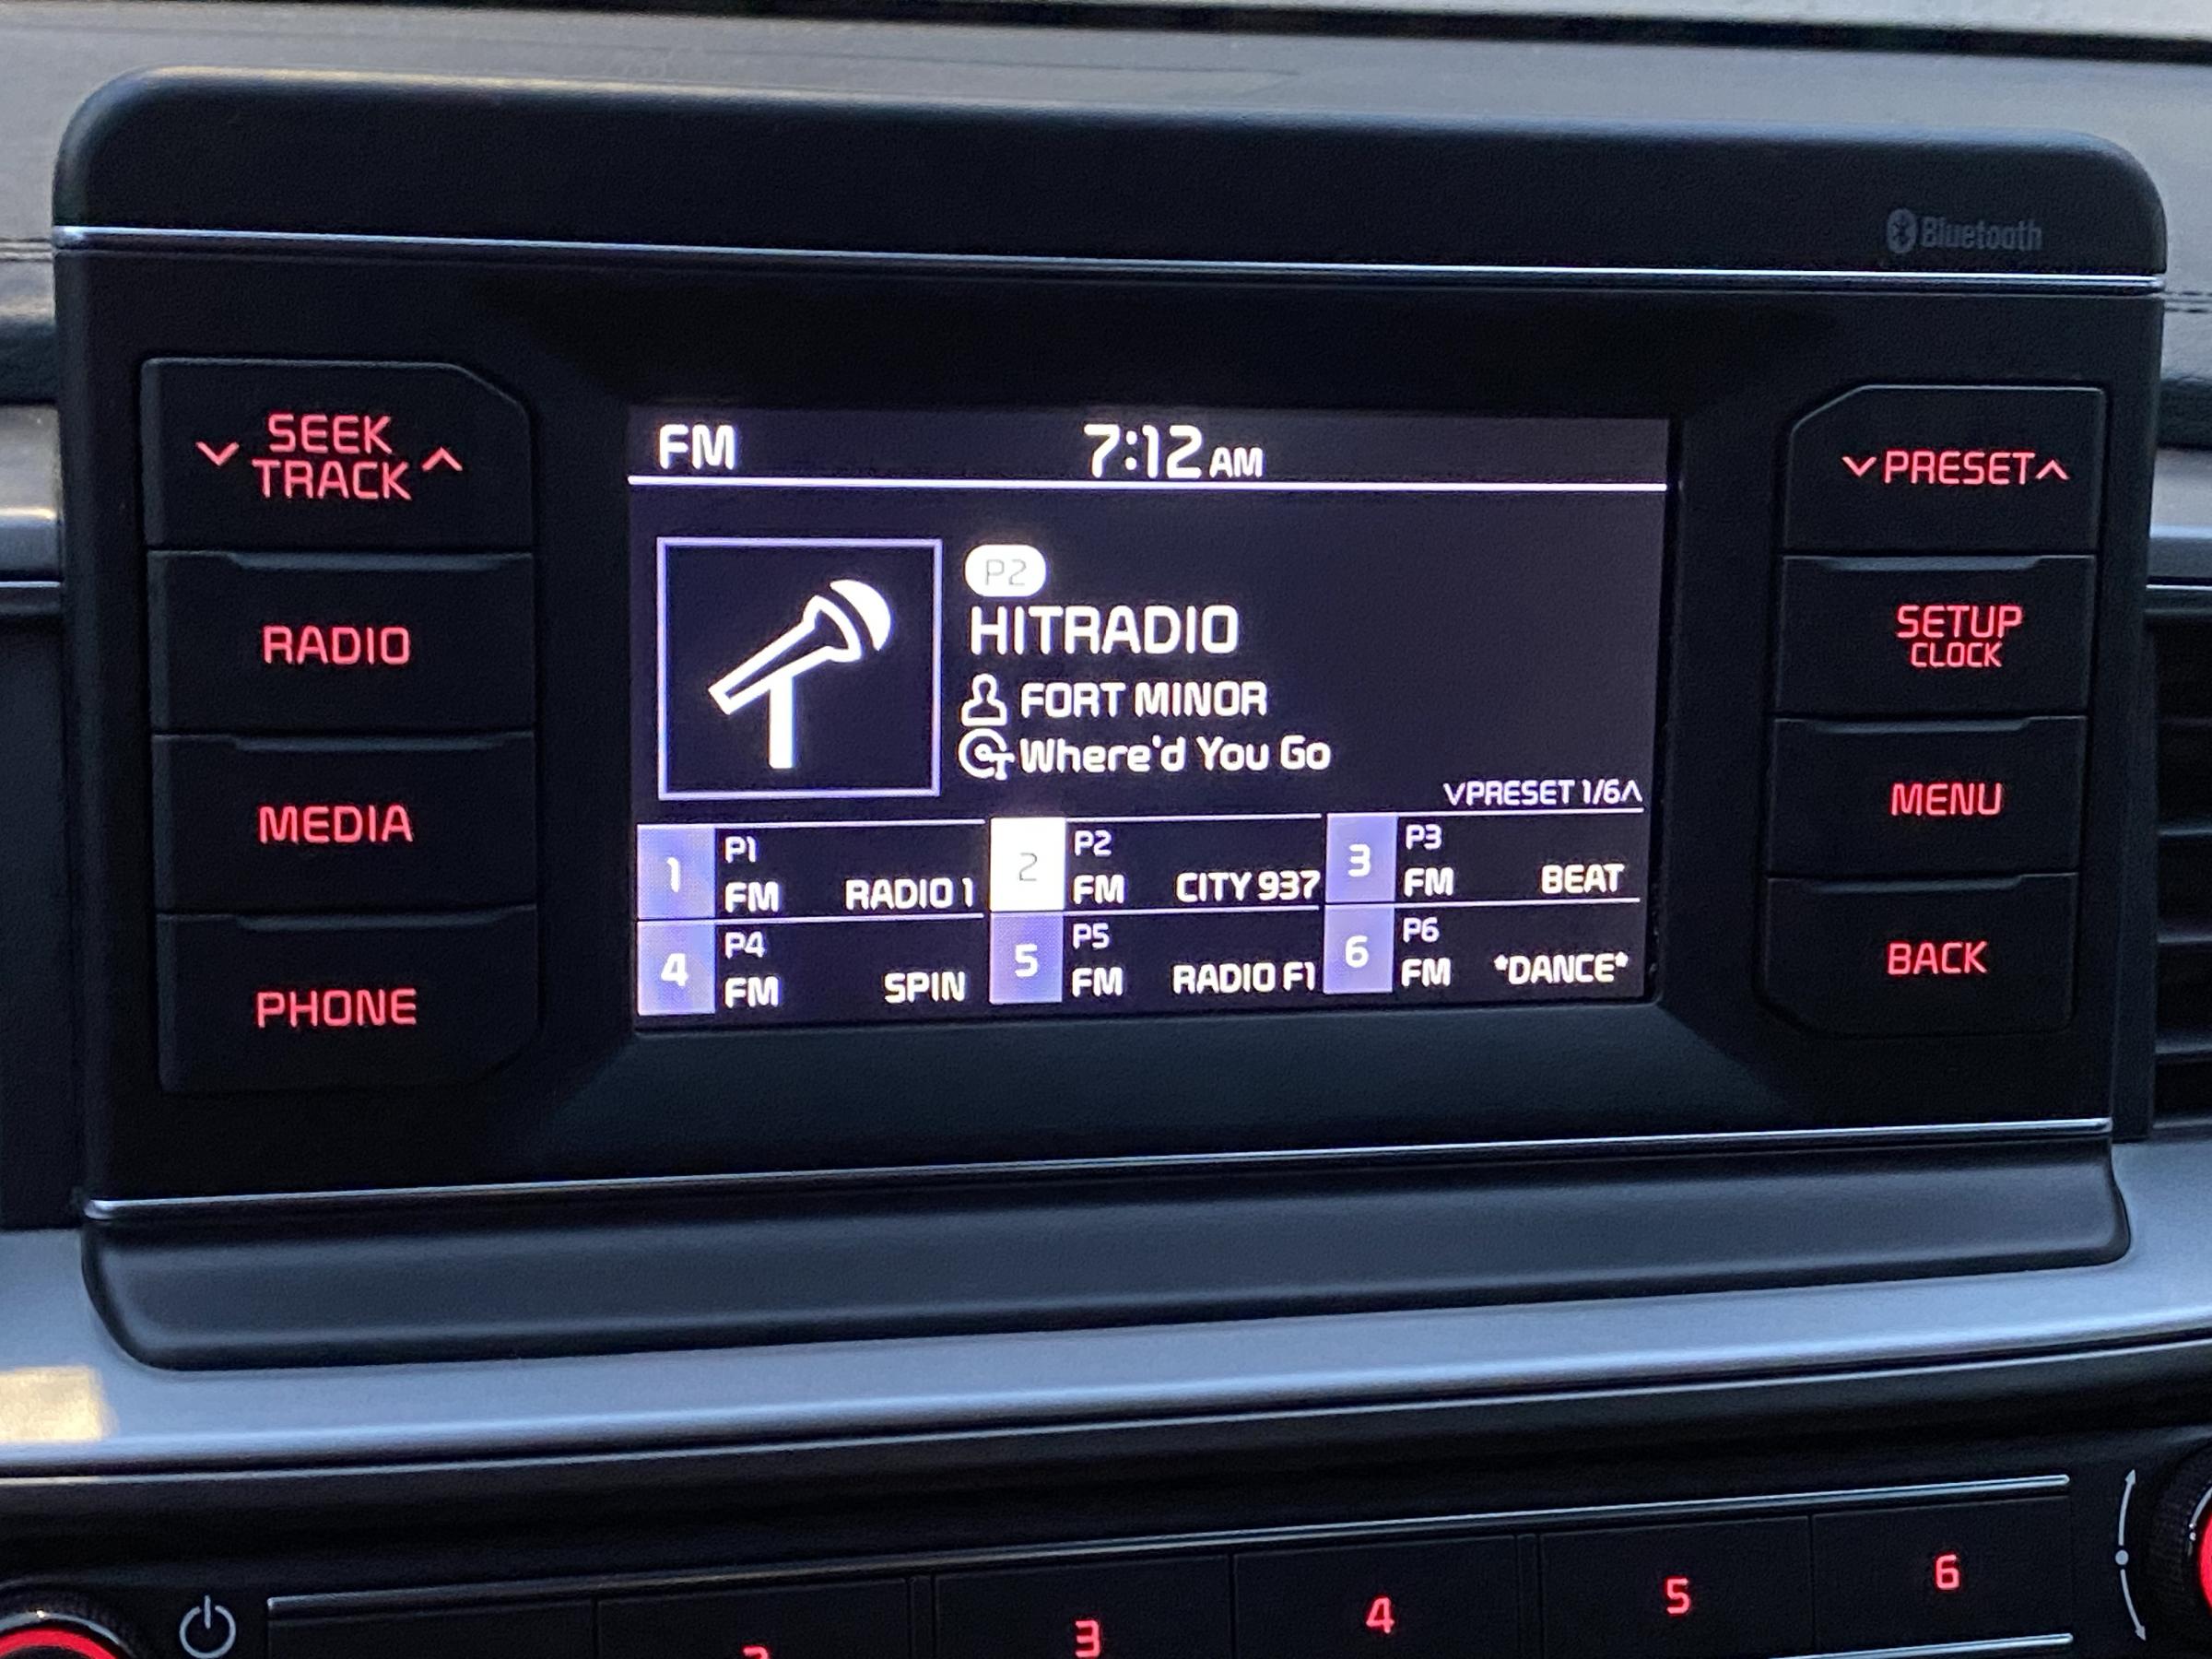 Bluetooth
SEEK
TRACK
RADIO
MEDIA
PHONE
FM 7:12 AM
P2
HITRADIO
FORT MINOR
Where'd You Go
PRESET 1/6
1 P1 FM RADIO 1
2 P2 FM CITY 937
3 P3 FM BEAT
4 P4 FM SPIN
5 P5 FM RADIO F1
6 P6 FM *DANCE*
PRESET
SETUP
CLOCK
MENU
BACK
3 4 5 6